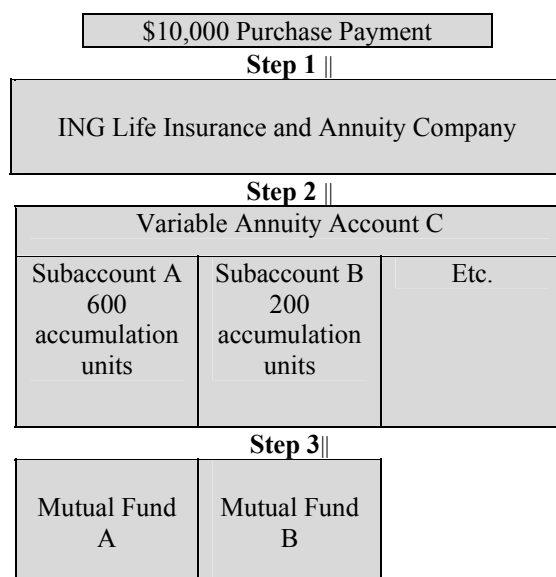 $10,000 Purchase Payment
Step 1 ||
ING Life Insurance and Annuity Company
Step 2 ||
Variable Annuity Account C
Subaccount A
600
accumulation
units
Subaccount B
200
accumulation
units
Etc.
Step 3||
Mutual Fund
A
Mutual Fund
B